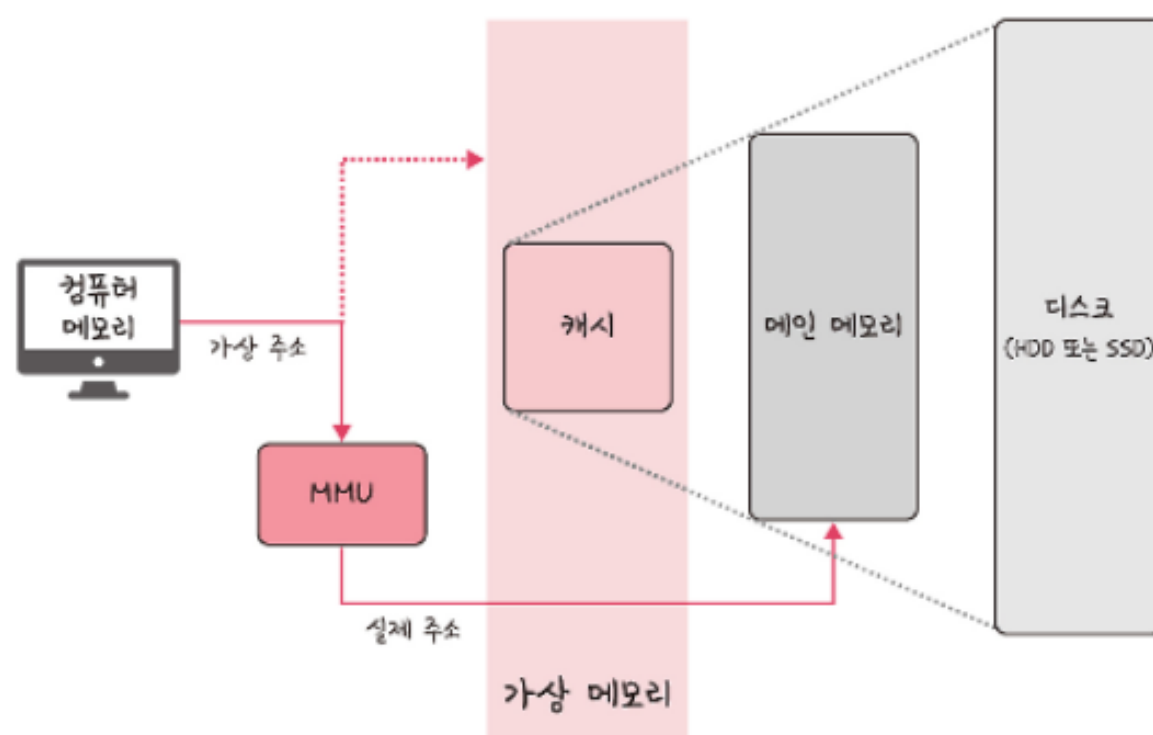 컴퓨터
메모리
가상 주소
MMU
실제 주소
캐시
가상 메모리
메인 메모리
디스크
(HDD 또는 SSD)